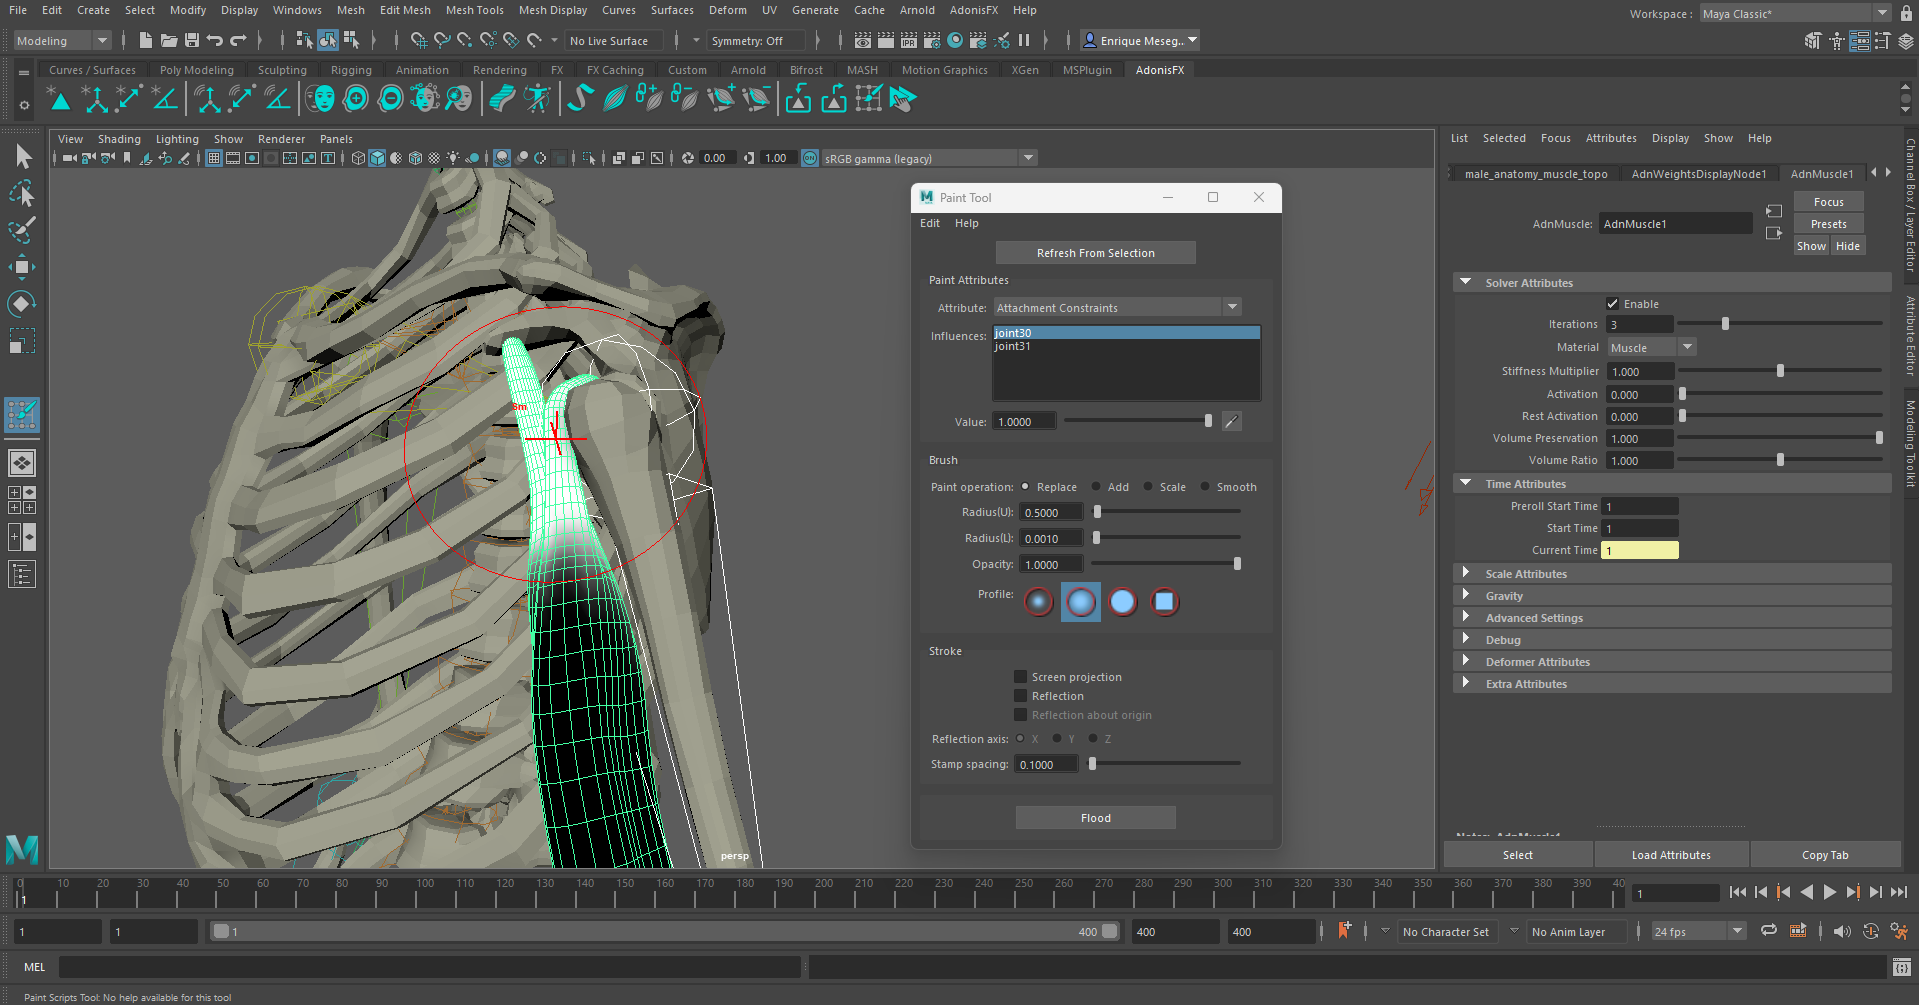 File Edit Create Select Modify Display Windows Mesh Edit Mesh Mesh Tools Mesh Display Curves Surfaces Deform UV Generate Cache Arnold AdonisFX Help
Workspace : Maya Classic*
Modeling No Live Surface Symmetry: Off IPR Enrique Meseg...
Curves / Surfaces Poly Modeling Sculpting Rigging Animation Rendering FX FX Caching Custom Arnold Bifrost MASH Motion Graphics XGen MSPlugin AdonisFX
View Shading Lighting Show Renderer Panels
0.00 1.00 ON sRGB gamma (legacy)
persp
Paint Tool
Edit Help
Refresh From Selection
Paint Attributes
Attribute: Attachment Constraints
Influences: joint30
joint31
Value: 1.0000
Brush
Paint operation: Replace Add Scale Smooth
Radius(U): 0.5000
Radius(L): 0.0010
Opacity: 1.0000
Profile:
Stroke
Screen projection
Reflection
Reflection about origin
Reflection axis: X Y Z
Stamp spacing: 0.1000
Flood
List Selected Focus Attributes Display Show Help
male_anatomy_muscle_topo AdnWeightsDisplayNode1 AdnMuscle1
Focus
AdnMuscle: AdnMuscle1 Presets
Show Hide
Solver Attributes
Enable
Iterations 3
Material Muscle
Stiffness Multiplier 1.000
Activation 0.000
Rest Activation 0.000
Volume Preservation 1.000
Volume Ratio 1.000
Time Attributes
Preroll Start Time 1
Start Time 1
Current Time 1
Scale Attributes
Gravity
Advanced Settings
Debug
Deformer Attributes
Extra Attributes
Notes: AdnMuscle1
Select Load Attributes Copy Tab
Channel Box / Layer Editor
Attribute Editor
Modeling Toolkit
0 10 20 30 40 50 60 70 80 90 100 110 120 130 140 150 160 170 180 190 200 210 220 230 240 250 260 270 280 290 300 310 320 330 340 350 360 370 380 390 40
1 1
1 1 1 400 400 400 No Character Set No Anim Layer 24 fps
MEL
Paint Scripts Tool: No help available for this tool